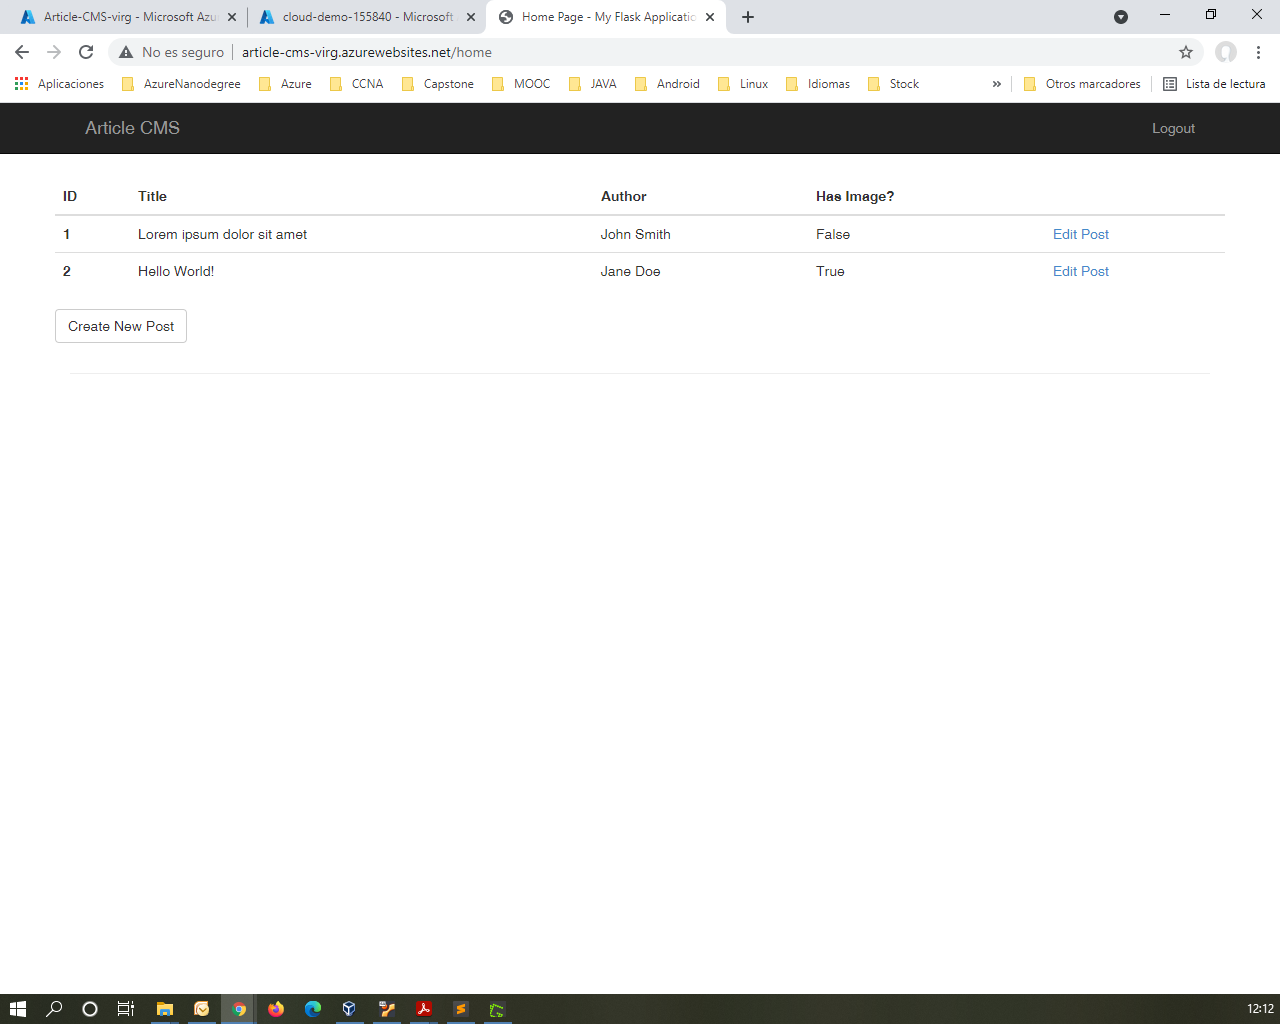 Article-CMS-virg - Microsoft Azu
cloud-demo-155840 - Microsoft
Home Page - My Flask Applicatio
No es seguro
article-cms-virg.azurewebsites.net/home
Aplicaciones AzureNanodegree Azure CCNA Capstone MOOC JAVA Android Linux Idiomas Stock » Otros marcadores Lista de lectura
Article CMS Logout
ID Title Author Has Image?
1 Lorem ipsum dolor sit amet John Smith False Edit Post
2 Hello World! Jane Doe True Edit Post
Create New Post
12:12